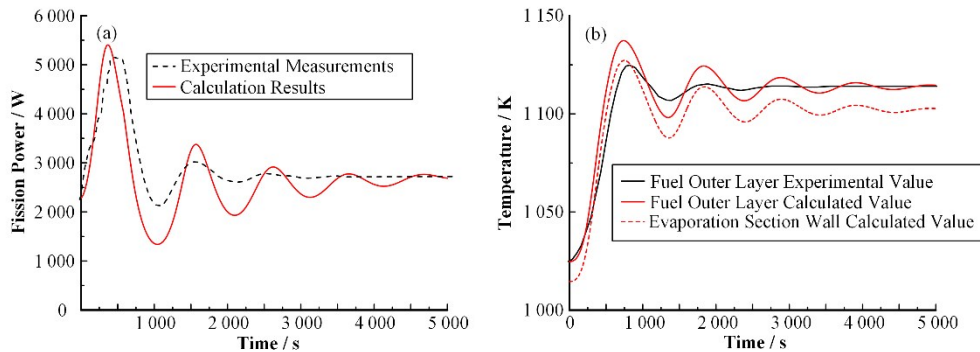 (a)
6 000
5 000
4 000
3 000
2 000
1 000
0
Fission Power / W
Experimental Measurements
Calculation Results
1 000
2 000
3 000
4 000
5 000
Time / s
(b)
1 150
1 100
1 050
1 000
Temperature / K
Fuel Outer Layer Experimental Value
Fuel Outer Layer Calculated Value
Evaporation Section Wall Calculated Value
0
1 000
2 000
3 000
4 000
5 000
Time / s